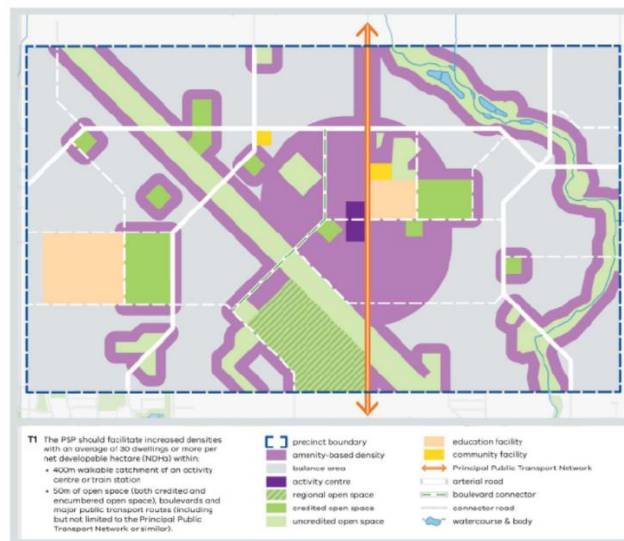 T1 The PSP should facilitate increased densities
with an average of 30 dwellings or more per
net developable hectare (NDHa) within:
• 400m walkable catchment of an activity
centre or train station
• 50m of open space (both credited and
encumbered open space), boulevards and
major public transport routes (including
but not limited to the Principal Public
Transport Network or similar).
precinct boundary
amenity-based density
balance area
activity centre
regional open space
credited open space
uncredited open space
education facility
community facility
Principal Public Transport Network
arterial road
boulevard connector
connector road
watercourse & body